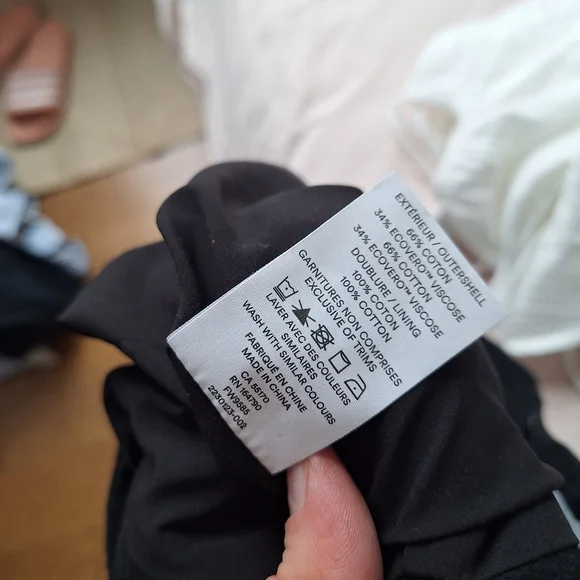 EXTÉRIEUR / OUTERSHELL
66% COTON
34% ECOVERO™ VISCOSE
66% COTTON
34% ECOVERO™ VISCOSE
DOUBLURE / LINING
100% COTON
100% COTTON
GARNITURES NON COMPRISES
EXCLUSIVE OF TRIMS
LAVER AVEC DES COULEURS
SIMILAIRES
WASH WITH SIMILAR COLOURS
FABRIQUÉ EN CHINE
MADE IN CHINA
CA 55170
RN 164790
FW9585
2230123-002